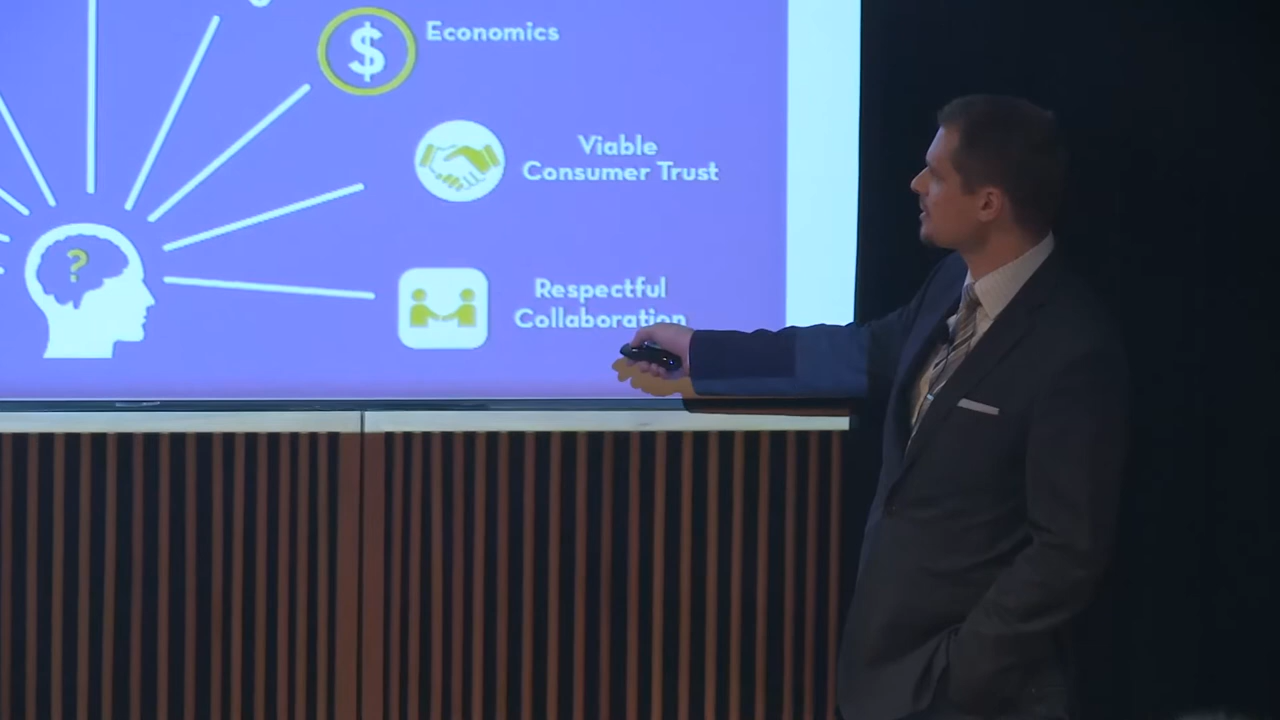 $
Economics
Viable
Consumer Trust
?
Respectful
Collaboration